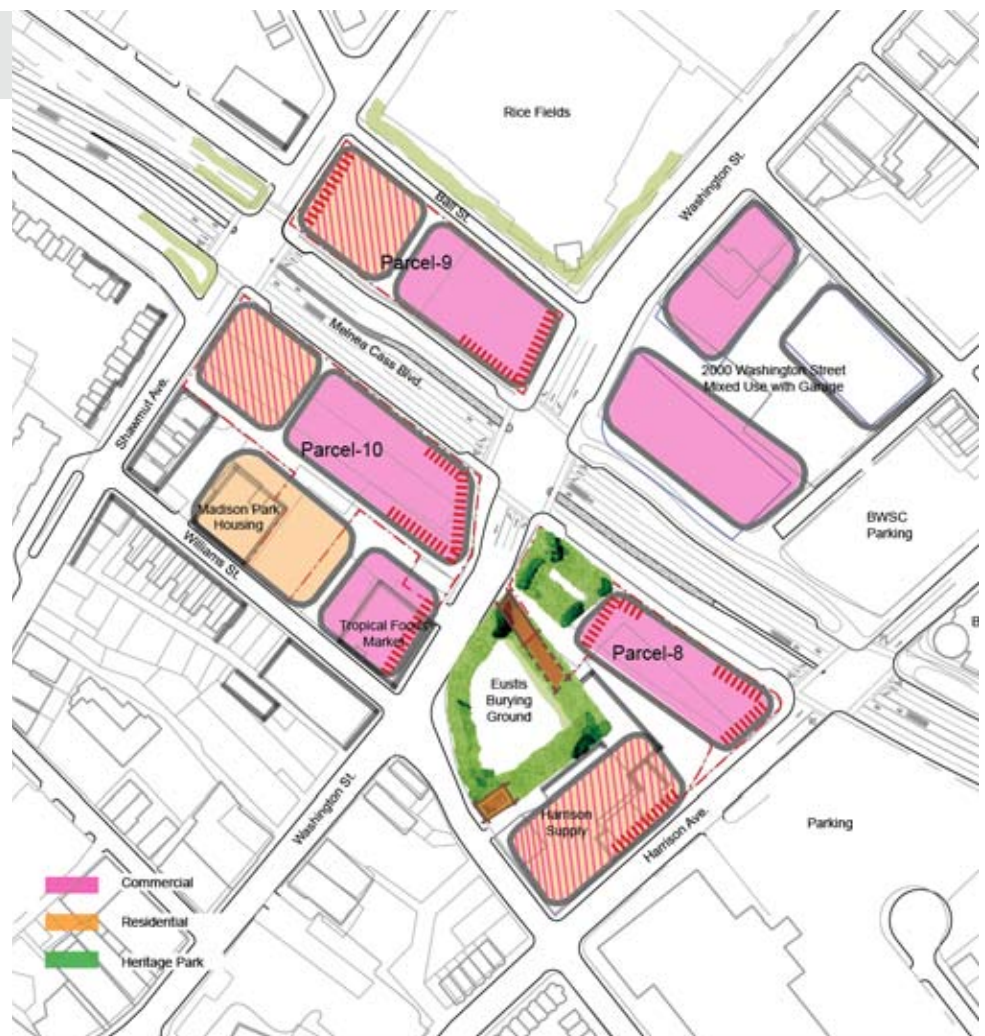 Rice Fields
Washington St.
Ball St.
Parcel-9
Melnea Cass Blvd.
2000 Washington Street
Mixed Use with Garage
Shawmut Ave.
Parcel-10
Madison Park
Housing
Williams St.
BWSC
Parking
Tropical Foods
Market
Parcel-8
Eustis
Burying
Ground
Harrison
Supply
Harrison Ave.
Parking
Washington St.
Commercial
Residential
Heritage Park